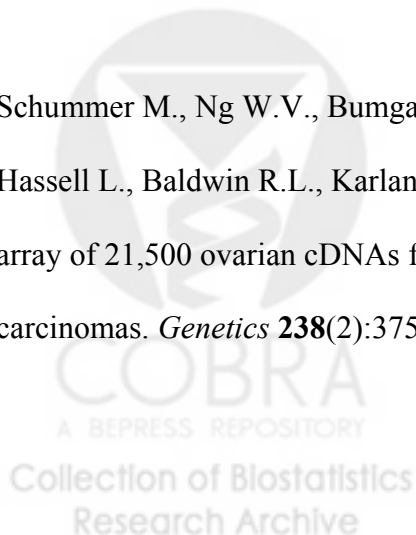 Schummer M., Ng W.V., Bumga
Hassell L., Baldwin R.L., Karlan
array of 21,500 ovarian cDNAs f
carcinomas. Genetics 238(2):375
COBRA
A BEPRESS REPOSITORY
Collection of Biostatistics
Research Archive